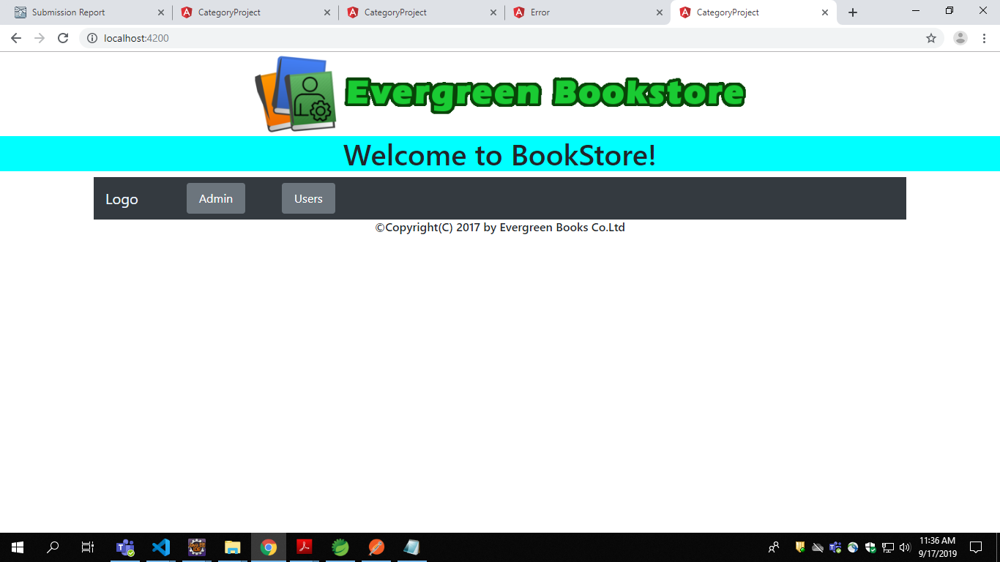 Submission Report
CategoryProject
CategoryProject
Error
CategoryProject
localhost:4200
Evergreen Bookstore
Welcome to BookStore!
Logo
Admin
Users
©Copyright(C) 2017 by Evergreen Books Co.Ltd
11:36 AM
9/17/2019